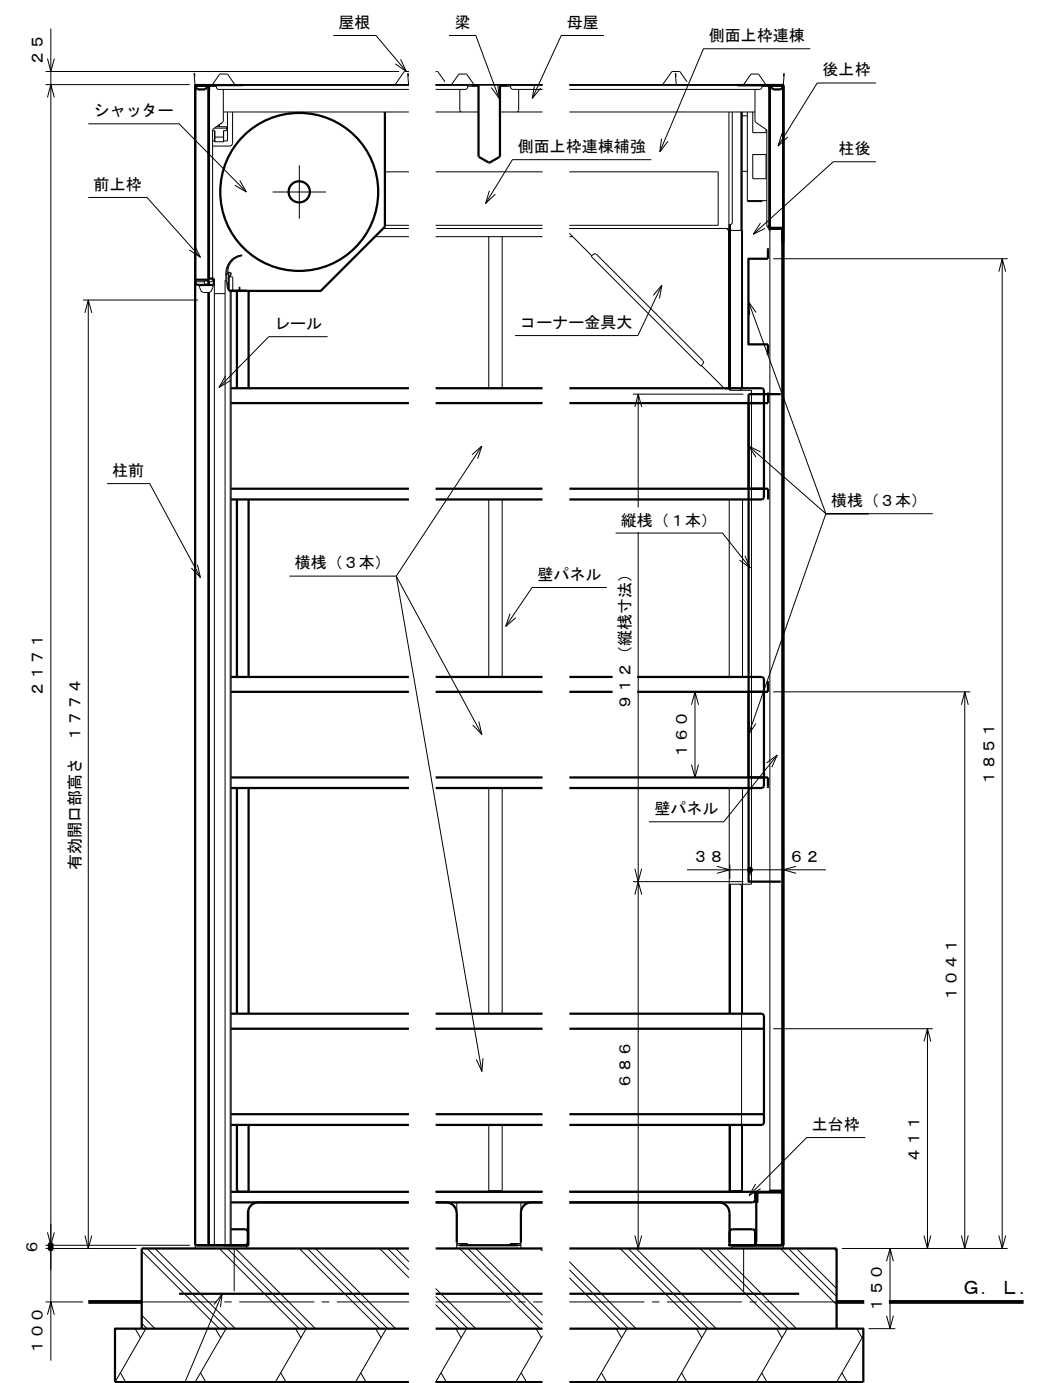 屋根
梁
母屋
側面上枠連棟
25
後上枠
シャッター
側面上枠連棟補強
柱後
前上枠
コーナー金具大
レール
柱前
横桟（3本）
縦桟（1本）
横桟（3本）
壁パネル
912（縦桟寸法）
2171
有効開口部高さ 1774
160
1851
壁パネル
38
62
1041
686
411
土台枠
6
150
G. L.
100